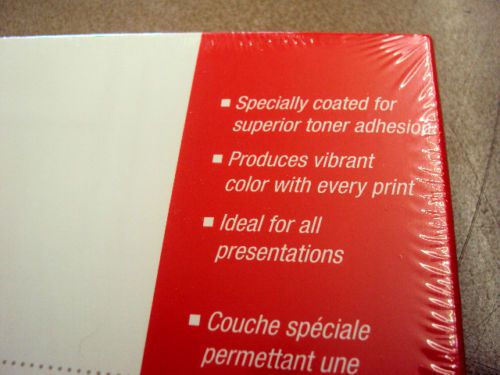 Specially coated for
superior toner adhesion
Produces vibrant
color with every print
Ideal for all
presentations
Couche spéciale
permettant une